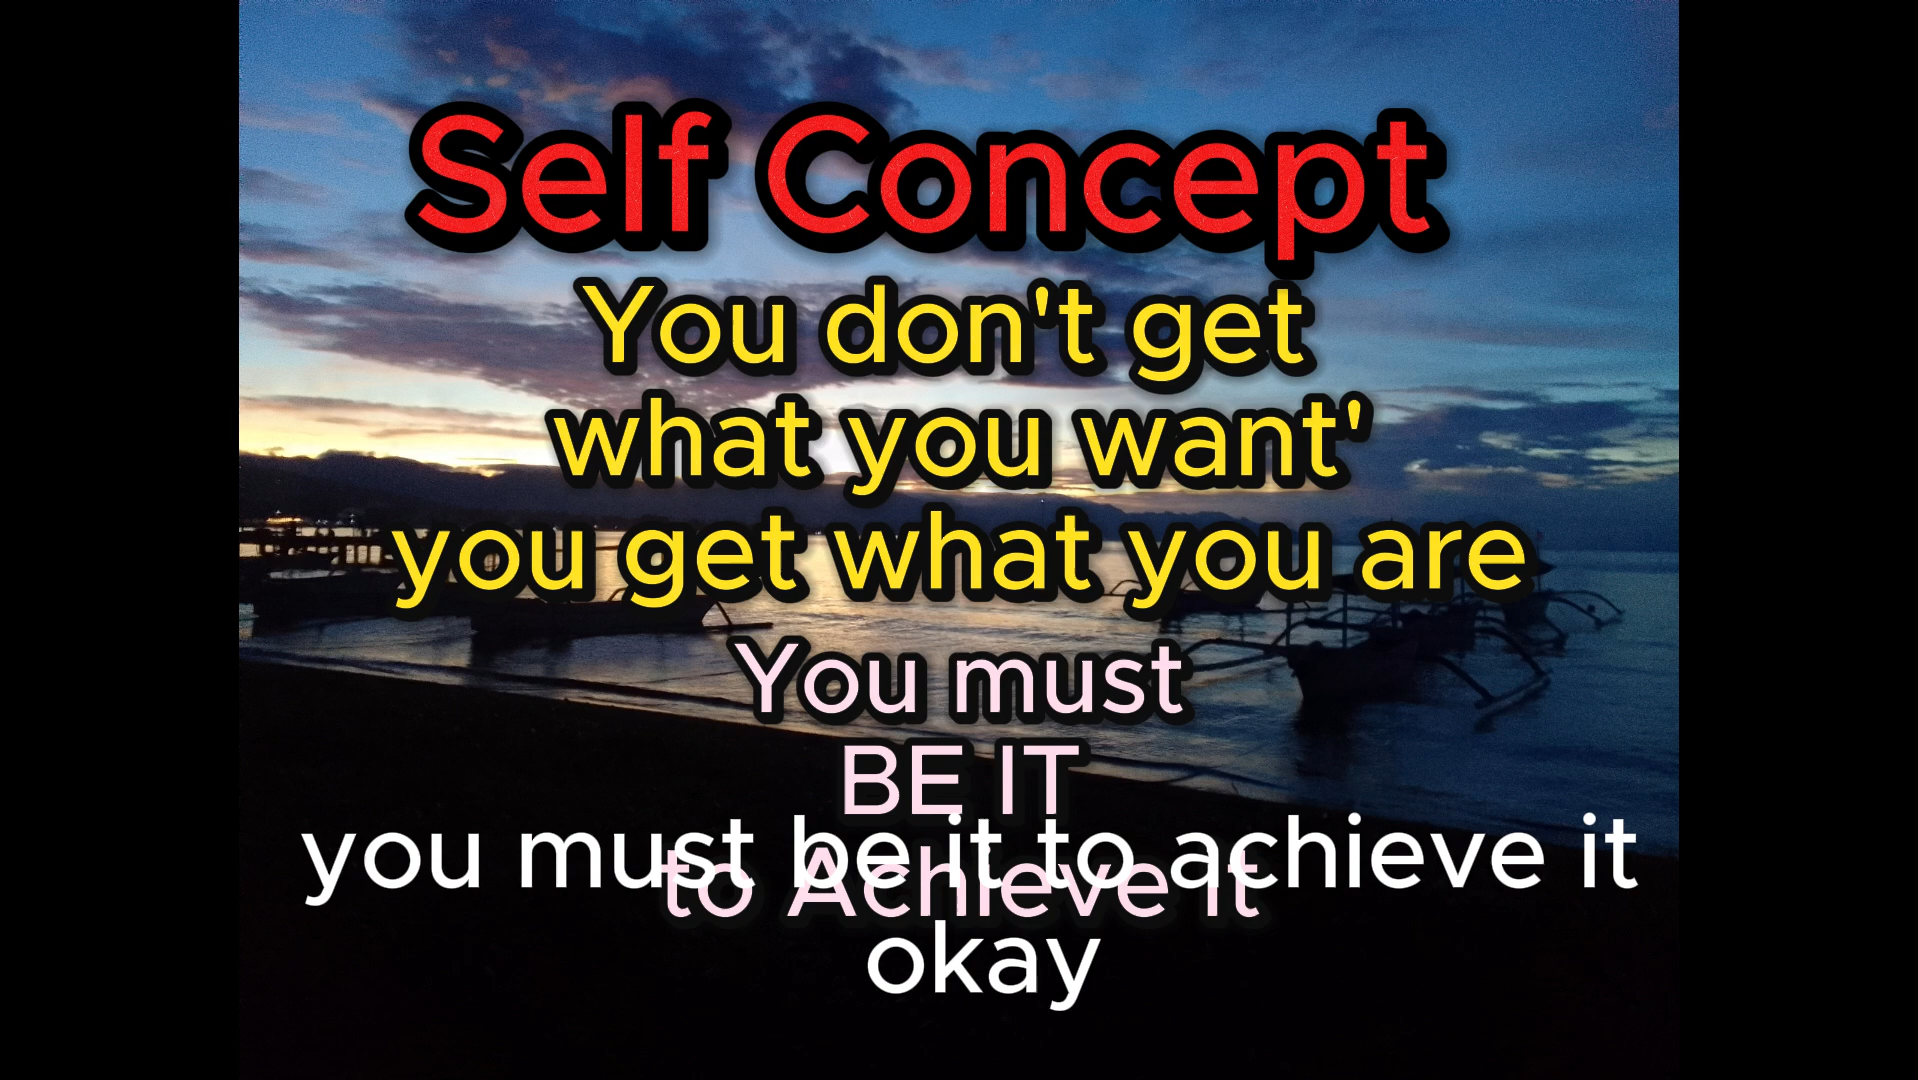 Self Concept
You don't get
what you want'
you get what you are
You must
BE IT
you must be it to achieve it
to Achieve it
okay